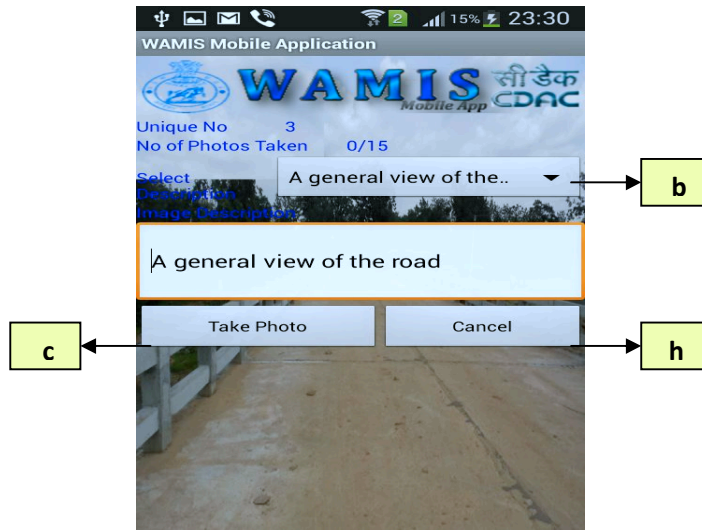 2 15% 23:30
WAMIS Mobile Application
WAMIS सी डैक
Mobile App CDAC
Unique No 3
No of Photos Taken 0/15
Select Description A general view of the.. b
Image Description
A general view of the road
c Take Photo Cancel h